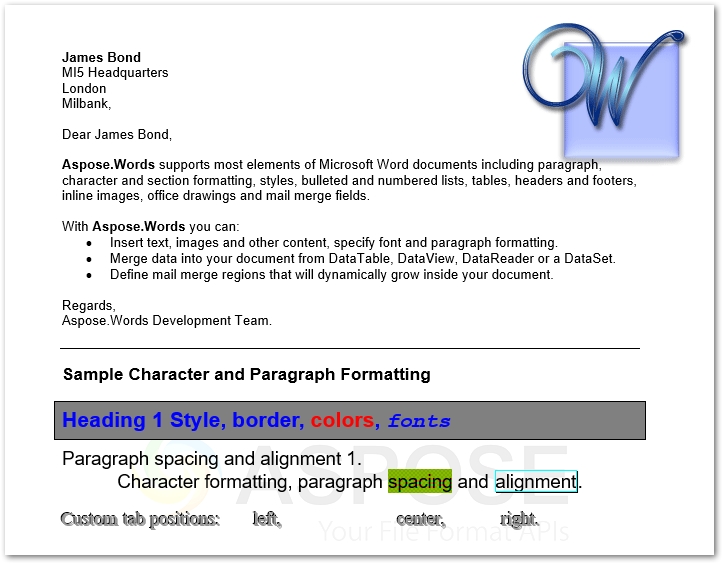 James Bond
MI5 Headquarters
London
Milbank,
Dear James Bond,
Aspose.Words supports most elements of Microsoft Word documents including paragraph,
character and section formatting, styles, bulleted and numbered lists, tables, headers and footers,
inline images, office drawings and mail merge fields.
With Aspose.Words you can:
• Insert text, images and other content, specify font and paragraph formatting.
• Merge data into your document from DataTable, DataView, DataReader or a DataSet.
• Define mail merge regions that will dynamically grow inside your document.
Regards,
Aspose.Words Development Team.
Sample Character and Paragraph Formatting
Heading 1 Style, border, colors, fonts
Paragraph spacing and alignment 1.
Character formatting, paragraph spacing and alignment.
Custom tab positions: left, center, right.
ASPOSE
Your File Format APIs
W